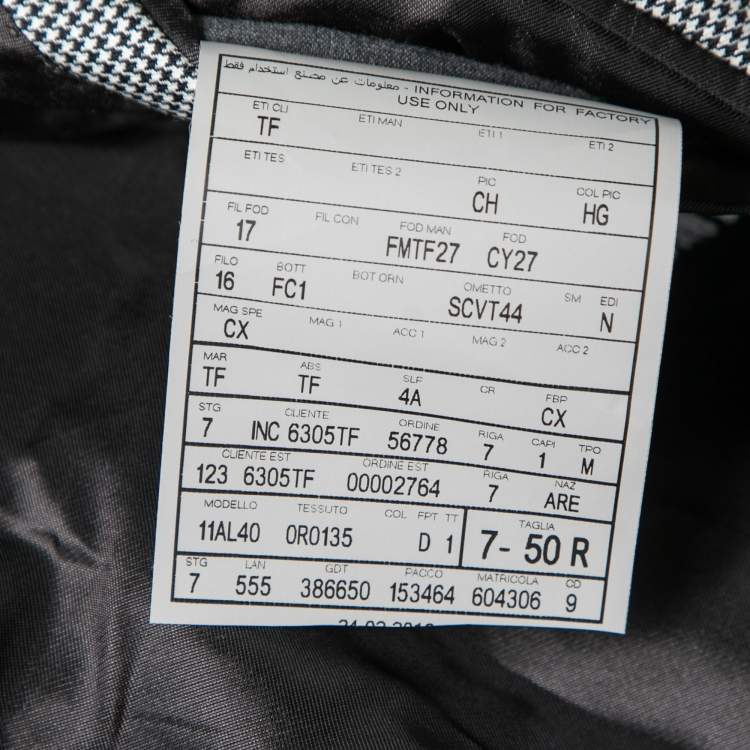 معلومات عن مصنع استخدام فقط - INFORMATION FOR FACTORY
USE ONLY
ETI CLI ETI MAN ETI 1 ETI 2
TF
ETI TES ETI TES 2 PIC COL PIC
CH HG
FIL FOD FIL CON FOD MAN FOD
17 FMTF27 CY27
FILO BOTT BOT ORN OMETTO SM EDI
16 FC1 SCVT44 N
MAG SPE MAG 1 ACC 1 MAG 2 ACC 2
CX
MAR ABS SLF CR FBP
TF TF 4A CX
STG CLIENTE ORDINE RIGA CAPI TPO
7 INC 6305TF 56778 7 1 M
CLIENTE EST ORDINE EST RIGA NAZ
123 6305TF 00002764 7 ARE
MODELLO TESSUTO COL FPT TT TAGLIA
11AL40 0R0135 D 1 7- 50 R
STG LAN GDT PACCO MATRICOLA CD
7 555 386650 153464 604306 9